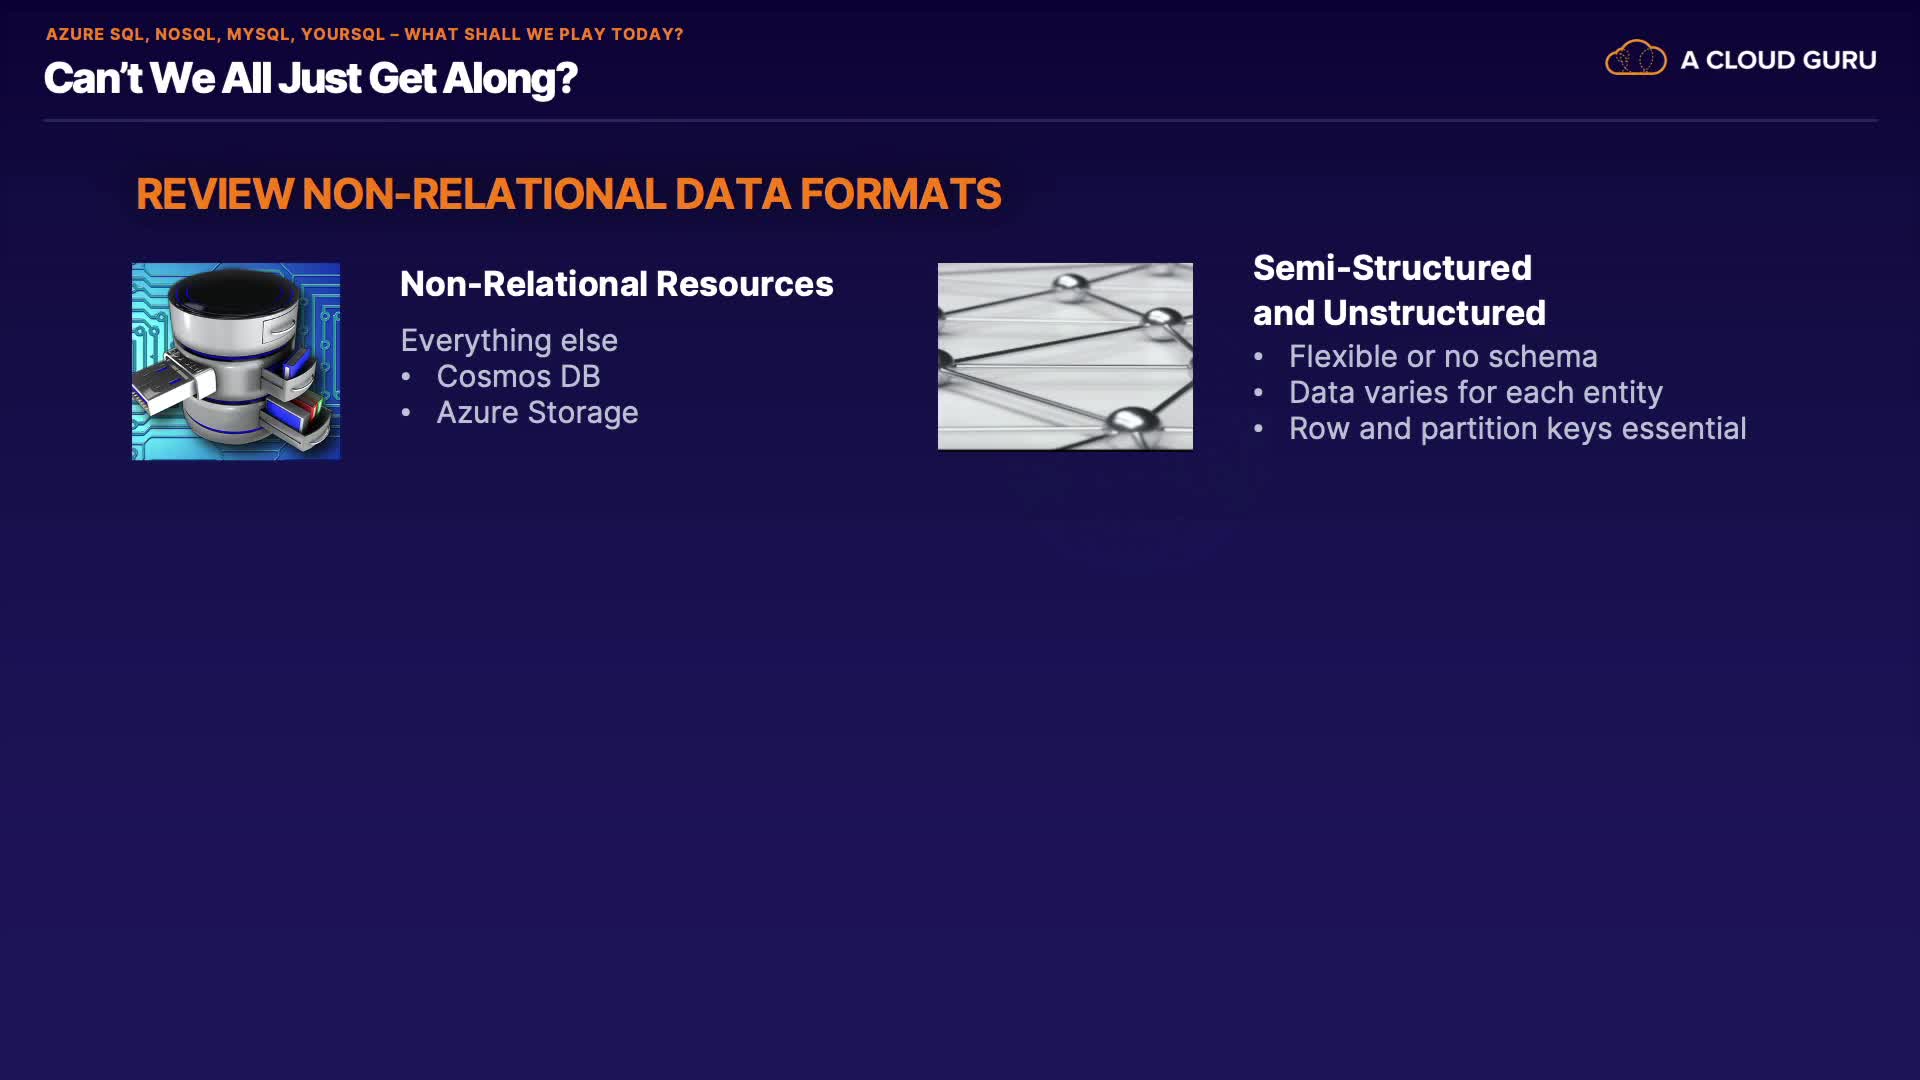 AZURE SQL, NOSQL, MYSQL, YOURSQL – WHAT SHALL WE PLAY TODAY?
Can’t We All Just Get Along?
A CLOUD GURU
REVIEW NON-RELATIONAL DATA FORMATS
Non-Relational Resources
Everything else
• Cosmos DB
• Azure Storage
Semi-Structured
and Unstructured
• Flexible or no schema
• Data varies for each entity
• Row and partition keys essential